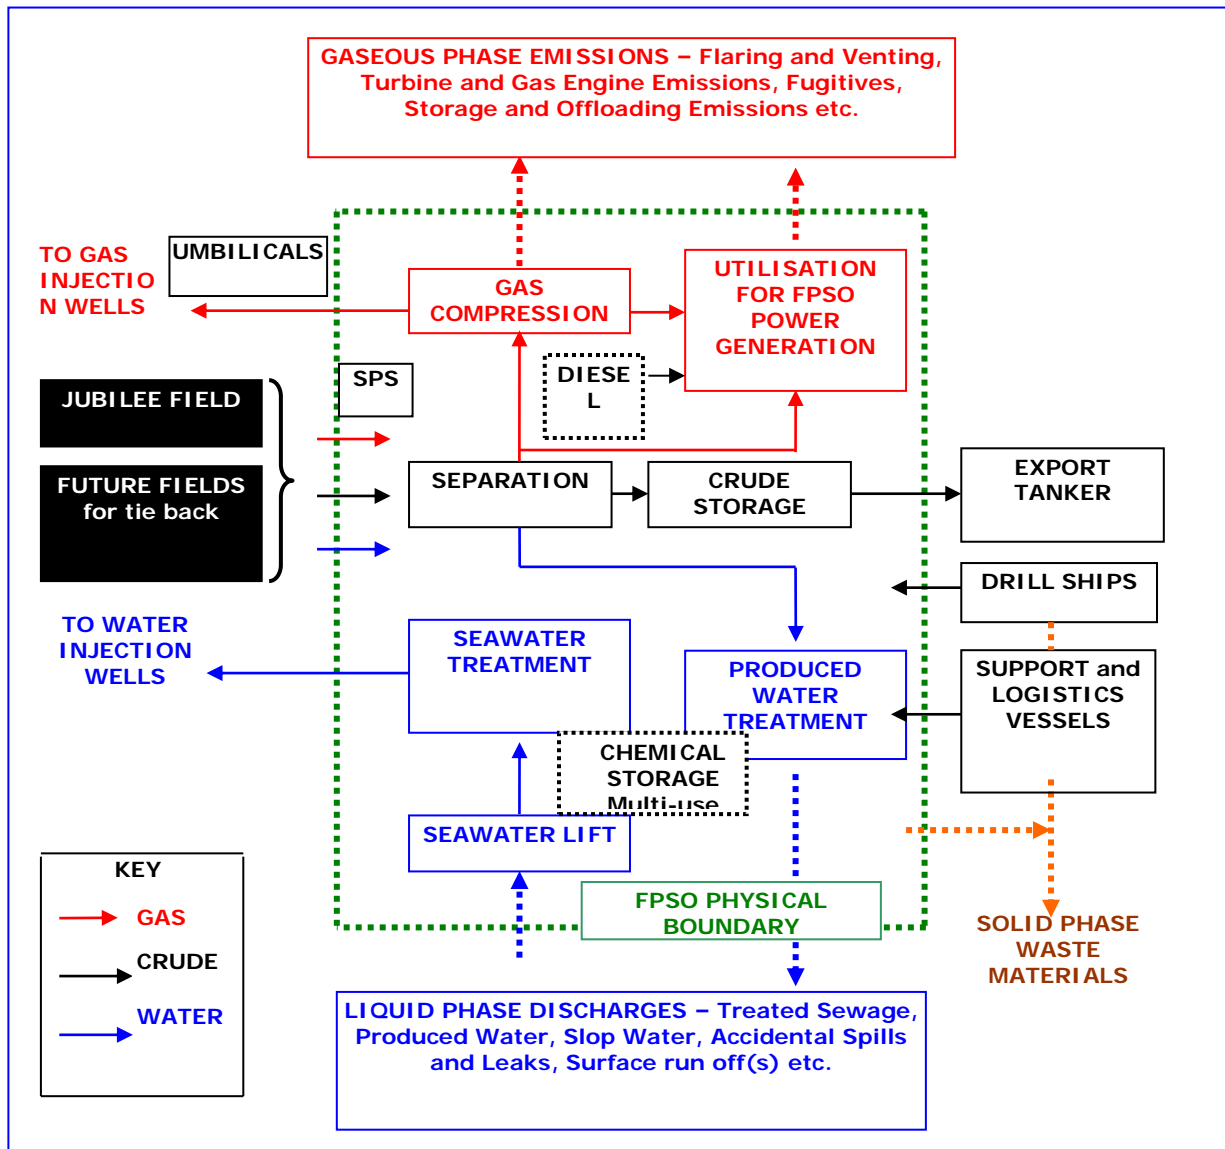 GASEOUS PHASE EMISSIONS – Flaring and Venting,
Turbine and Gas Engine Emissions, Fugitives,
Storage and Offloading Emissions etc.
TO GAS
INJECTIO
N WELLS
UMBILICALS
GAS
COMPRESSION
UTILISATION
FOR FPSO
POWER
GENERATION
DIESE
L
SPS
JUBILEE FIELD
FUTURE FIELDS
for tie back
SEPARATION
CRUDE
STORAGE
EXPORT
TANKER
DRILL SHIPS
TO WATER
INJECTION
WELLS
SEAWATER
TREATMENT
PRODUCED
WATER
TREATMENT
SUPPORT and
LOGISTICS
VESSELS
CHEMICAL
STORAGE
Multi-use
SEAWATER LIFT
FPSO PHYSICAL
BOUNDARY
SOLID PHASE
WASTE
MATERIALS
KEY
GAS
CRUDE
WATER
LIQUID PHASE DISCHARGES – Treated Sewage,
Produced Water, Slop Water, Accidental Spills
and Leaks, Surface run off(s) etc.